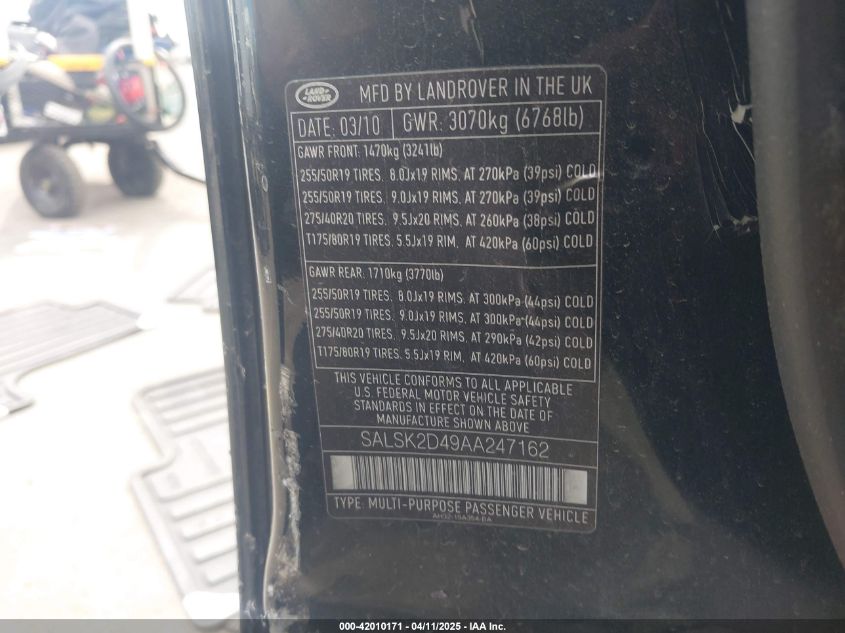 LAND
ROVER
MFD BY LANDROVER IN THE UK
DATE: 03/10 GWR: 3070kg (6768lb)
GAWR FRONT: 1470kg (3241lb)
255/50R19 TIRES. 8.0Jx19 RIMS. AT 270kPa (39psi) COLD
255/50R19 TIRES. 9.0Jx19 RIMS. AT 270kPa (39psi) COLD
275/40R20 TIRES. 9.5Jx20 RIMS. AT 260kPa (38psi) COLD
T175/80R19 TIRES. 5.5Jx19 RIM. AT 420kPa (60psi) COLD
GAWR REAR: 1710kg (3770lb)
255/50R19 TIRES. 8.0Jx19 RIMS. AT 300kPa (44psi) COLD
255/50R19 TIRES. 9.0Jx19 RIMS. AT 300kPa (44psi) COLD
275/40R20 TIRES. 9.5Jx20 RIMS. AT 290kPa (42psi) COLD
T175/80R19 TIRES. 5.5Jx19 RIM. AT 420kPa (60psi) COLD
THIS VEHICLE CONFORMS TO ALL APPLICABLE
U.S. FEDERAL MOTOR VEHICLE SAFETY
STANDARDS IN EFFECT ON THE DATE OF
MANUFACTURE SHOWN ABOVE
SALSK2D49AA247162
TYPE: MULTI-PURPOSE PASSENGER VEHICLE
000-42010171 - 04/11/2025 - IAA Inc.